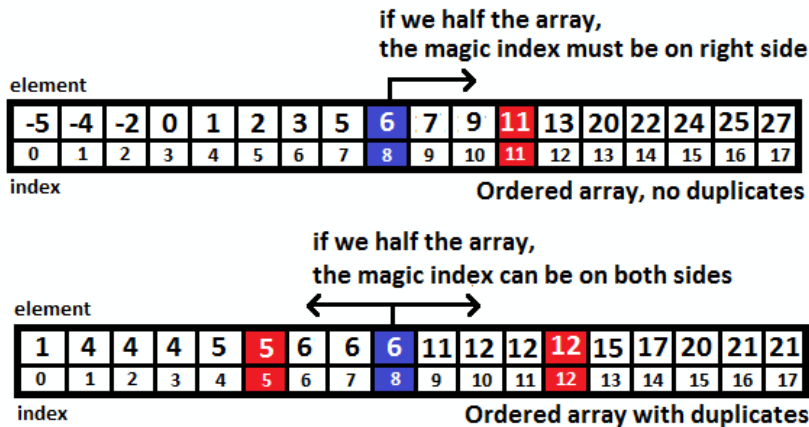 if we half the array,
the magic index must be on right side
element
-5 -4 -2 0 1 2 3 5 6 7 9 11 13 20 22 24 25 27
0 1 2 3 4 5 6 7 8 9 10 11 12 13 14 15 16 17
index
Ordered array, no duplicates
if we half the array,
the magic index can be on both sides
element
1 4 4 4 5 5 6 6 6 11 12 12 12 15 17 20 21 21
0 1 2 3 4 5 6 7 8 9 10 11 12 13 14 15 16 17
index
Ordered array with duplicates